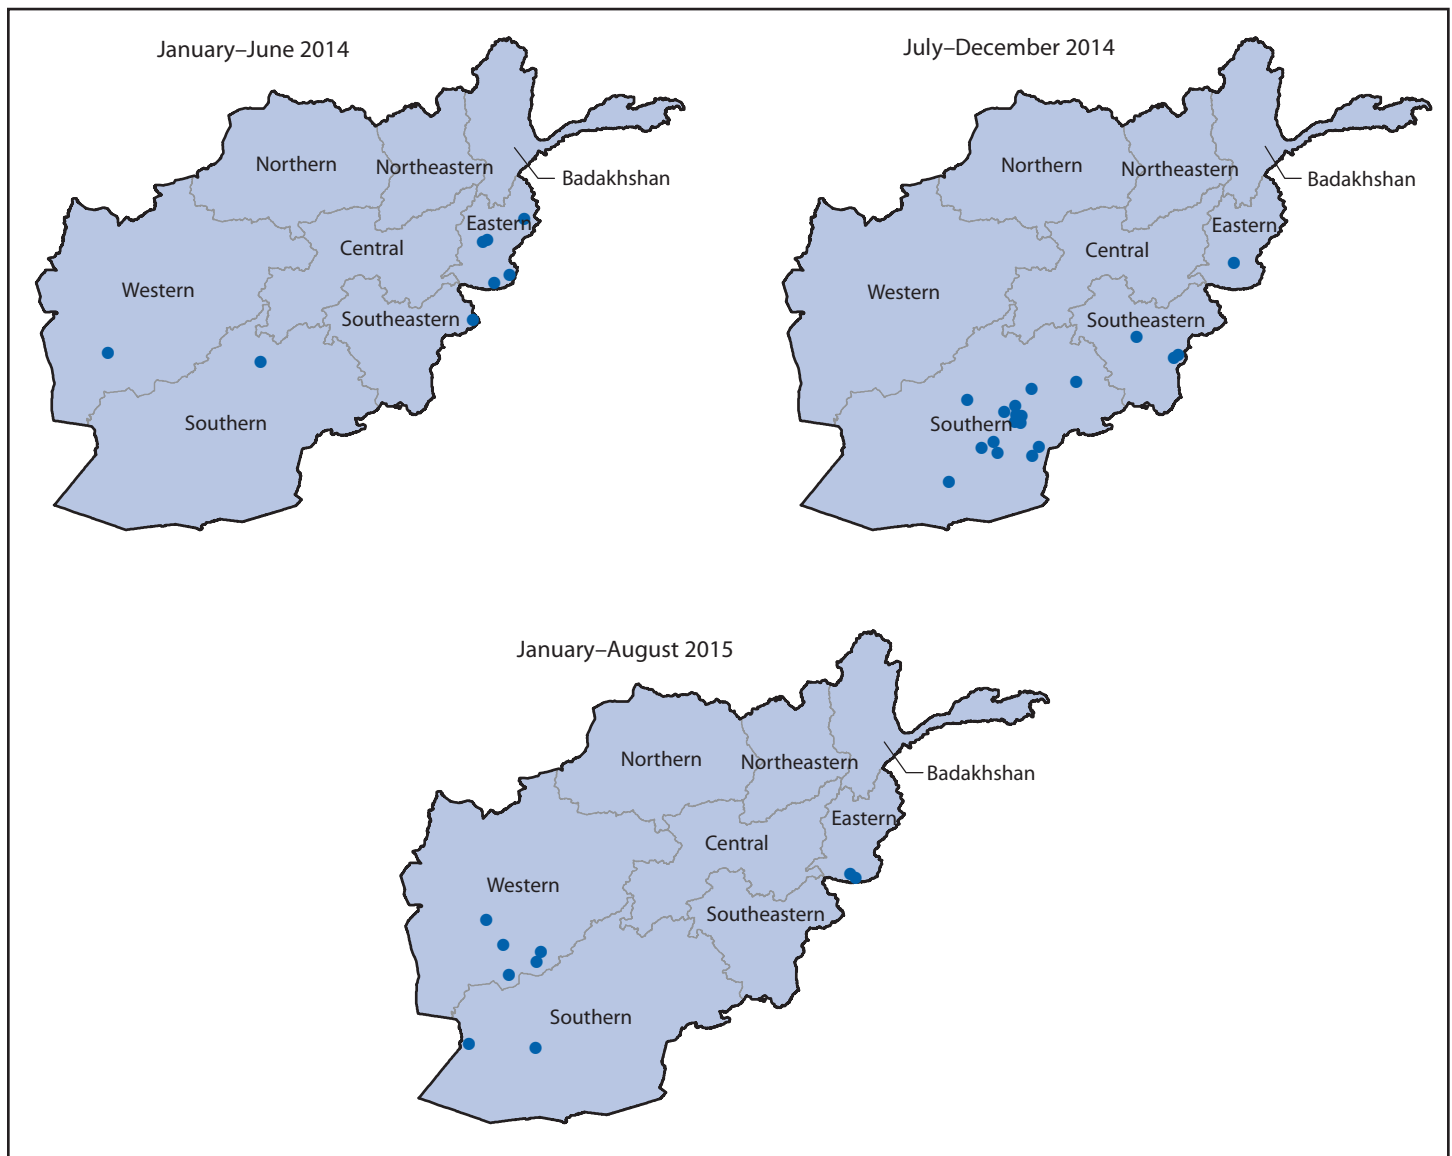 January–June 2014
Northern
Northeastern
Badakhshan
Eastern
Central
Western
Southeastern
Southern
July–December 2014
Northern
Northeastern
Badakhshan
Eastern
Central
Western
Southeastern
Southern
January–August 2015
Northern
Northeastern
Badakhshan
Eastern
Central
Western
Southeastern
Southern